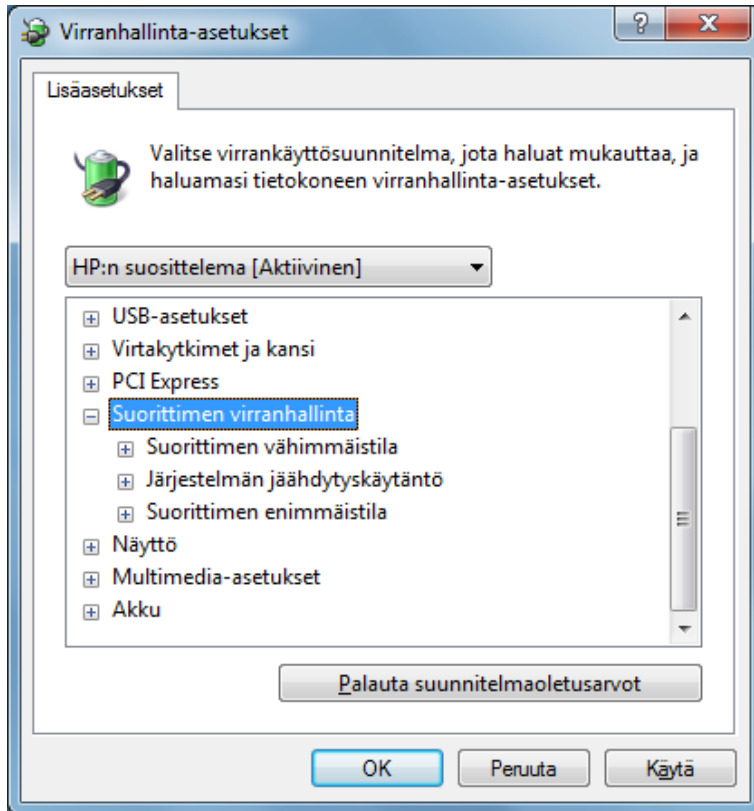 Virranhallinta-asetukset
Lisäasetukset
Valitse virrankäyttösuunnitelma, jota haluat mukauttaa, ja
haluamasi tietokoneen virranhallinta-asetukset.
HP:n suosittelema [Aktiivinen]
USB-asetukset
Virtakytkimet ja kansi
PCI Express
Suorittimen virranhallinta
Suorittimen vähimmäistila
Järjestelmän jäähdytyskäytäntö
Suorittimen enimmäistila
Näyttö
Multimedia-asetukset
Akku
Palauta suunnitelmaoletusarvot
OK Peruuta Käytä